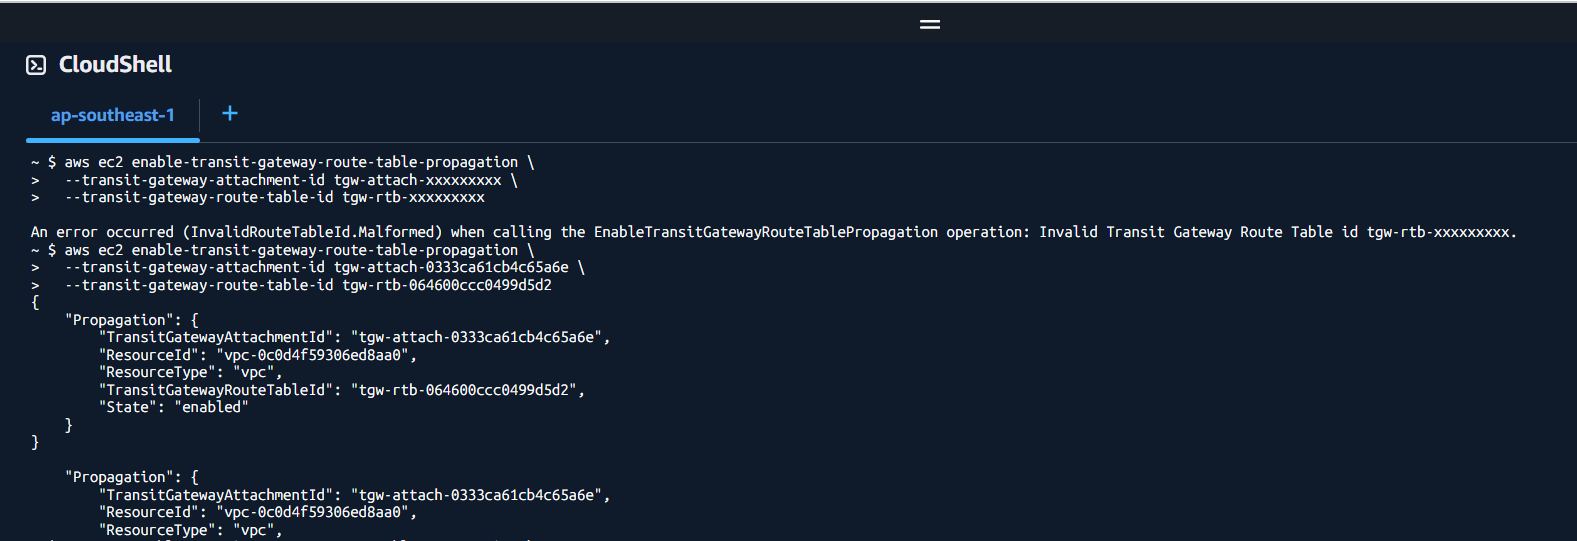 CloudShell
ap-southeast-1 +
~ $ aws ec2 enable-transit-gateway-route-table-propagation \
>   --transit-gateway-attachment-id tgw-attach-xxxxxxxxx \
>   --transit-gateway-route-table-id tgw-rtb-xxxxxxxxx
An error occurred (InvalidRouteTableId.Malformed) when calling the EnableTransitGatewayRouteTablePropagation operation: Invalid Transit Gateway Route Table id tgw-rtb-xxxxxxxxx.
~ $ aws ec2 enable-transit-gateway-route-table-propagation \
>   --transit-gateway-attachment-id tgw-attach-0333ca61cb4c65a6e \
>   --transit-gateway-route-table-id tgw-rtb-064600ccc0499d5d2
{
    "Propagation": {
        "TransitGatewayAttachmentId": "tgw-attach-0333ca61cb4c65a6e",
        "ResourceId": "vpc-0c0d4f59306ed8aa0",
        "ResourceType": "vpc",
        "TransitGatewayRouteTableId": "tgw-rtb-064600ccc0499d5d2",
        "State": "enabled"
    }
}
    "Propagation": {
        "TransitGatewayAttachmentId": "tgw-attach-0333ca61cb4c65a6e",
        "ResourceId": "vpc-0c0d4f59306ed8aa0",
        "ResourceType": "vpc",